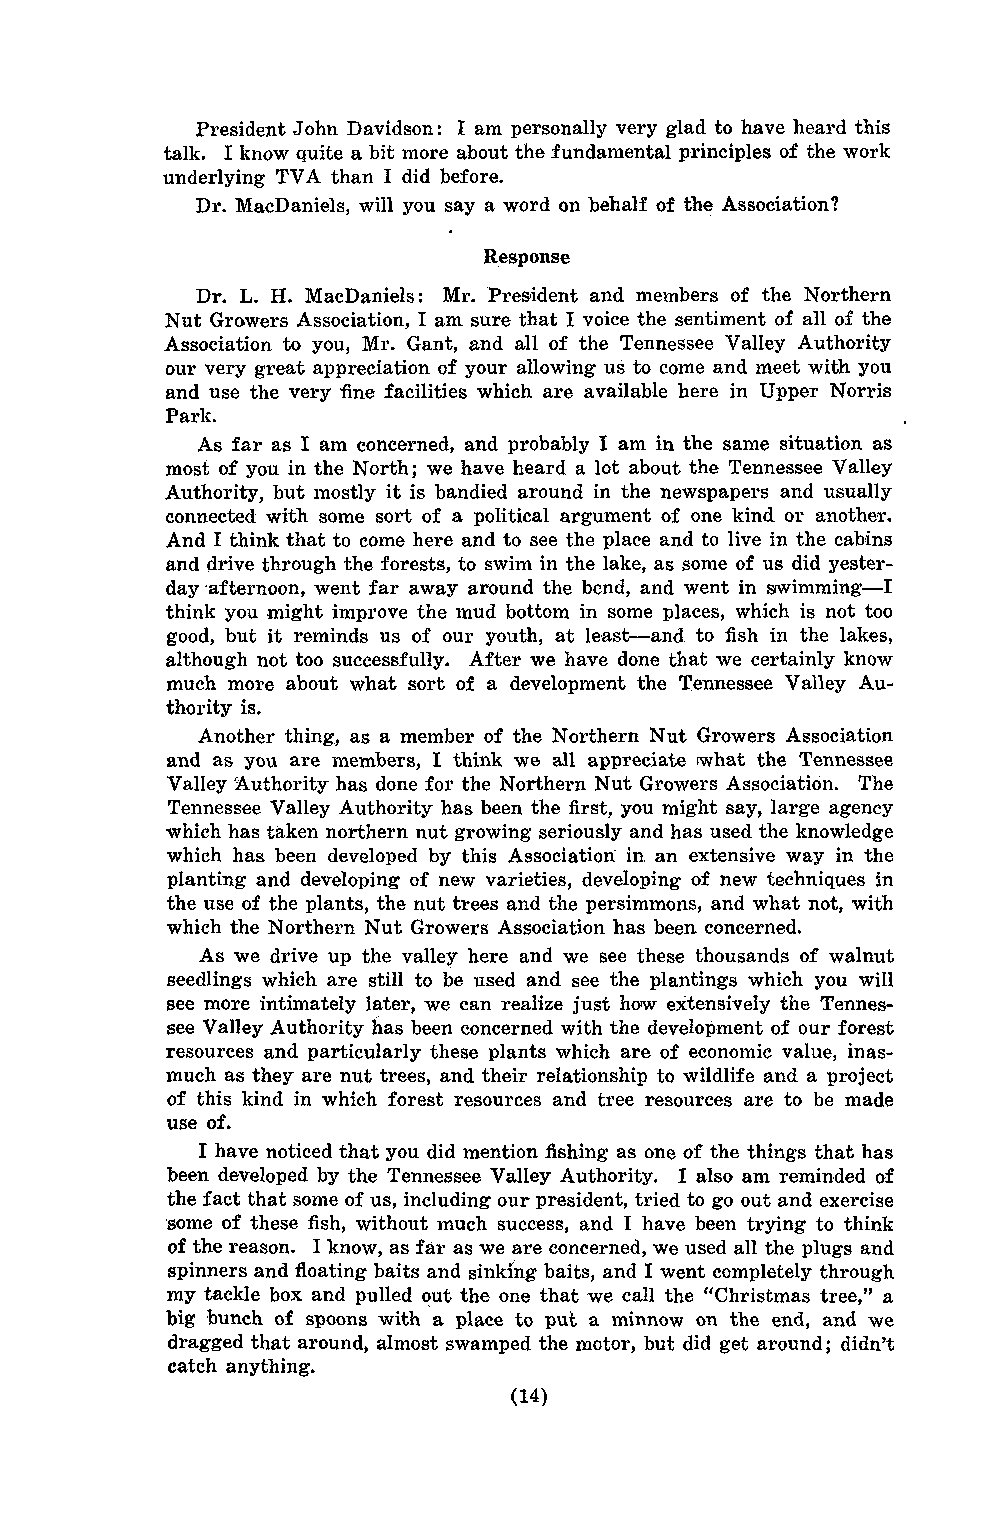 President John Davidson: I am personally very glad to have heard this
talk. I know quite a bit more about the fundamental principles of the work
underlying TVA than I did before.
Dr. MacDaniels, will you say a word on behalf of the Association?
Response
Dr. L. H. MacDaniels: Mr. President and members of the Northern
Nut Growers Association, I am sure that I voice the sentiment of all of the
Association to you, Mr. Gant, and all of the Tennessee Valley Authority
our very great appreciation of your allowing us to come and meet with you
and use the very fine facilities which are available here in Upper Norris
Park.
As far as I am concerned, and probably I am in the same situation as
most of you in the North; we have heard a lot about the Tennessee Valley
Authority, but mostly it is bandied around in the newspapers and usually
connected with some sort of a political argument of one kind or another.
And I think that to come here and to see the place and to live in the cabins
and drive through the forests, to swim in the lake, as some of us did yester-
day afternoon, went far away around the bend, and went in swimming—I
think you might improve the mud bottom in some places, which is not too
good, but it reminds us of our youth, at least—and to fish in the lakes,
although not too successfully. After we have done that we certainly know
much more about what sort of a development the Tennessee Valley Au-
thority is.
Another thing, as a member of the Northern Nut Growers Association
and as you are members, I think we all appreciate what the Tennessee
Valley Authority has done for the Northern Nut Growers Association. The
Tennessee Valley Authority has been the first, you might say, large agency
which has taken northern nut growing seriously and has used the knowledge
which has been developed by this Association in an extensive way in the
planting and developing of new varieties, developing of new techniques in
the use of the plants, the nut trees and the persimmons, and what not, with
which the Northern Nut Growers Association has been concerned.
As we drive up the valley here and we see these thousands of walnut
seedlings which are still to be used and see the plantings which you will
see more intimately later, we can realize just how extensively the Tennes-
see Valley Authority has been concerned with the development of our forest
resources and particularly these plants which are of economic value, inas-
much as they are nut trees, and their relationship to wildlife and a project
of this kind in which forest resources and tree resources are to be made
use of.
I have noticed that you did mention fishing as one of the things that has
been developed by the Tennessee Valley Authority. I also am reminded of
the fact that some of us, including our president, tried to go out and exercise
some of these fish, without much success, and I have been trying to think
of the reason. I know, as far as we are concerned, we used all the plugs and
spinners and floating baits and sinking baits, and I went completely through
my tackle box and pulled out the one that we call the "Christmas tree," a
big bunch of spoons with a place to put a minnow on the end, and we
dragged that around, almost swamped the motor, but did get around; didn't
catch anything.
(14)